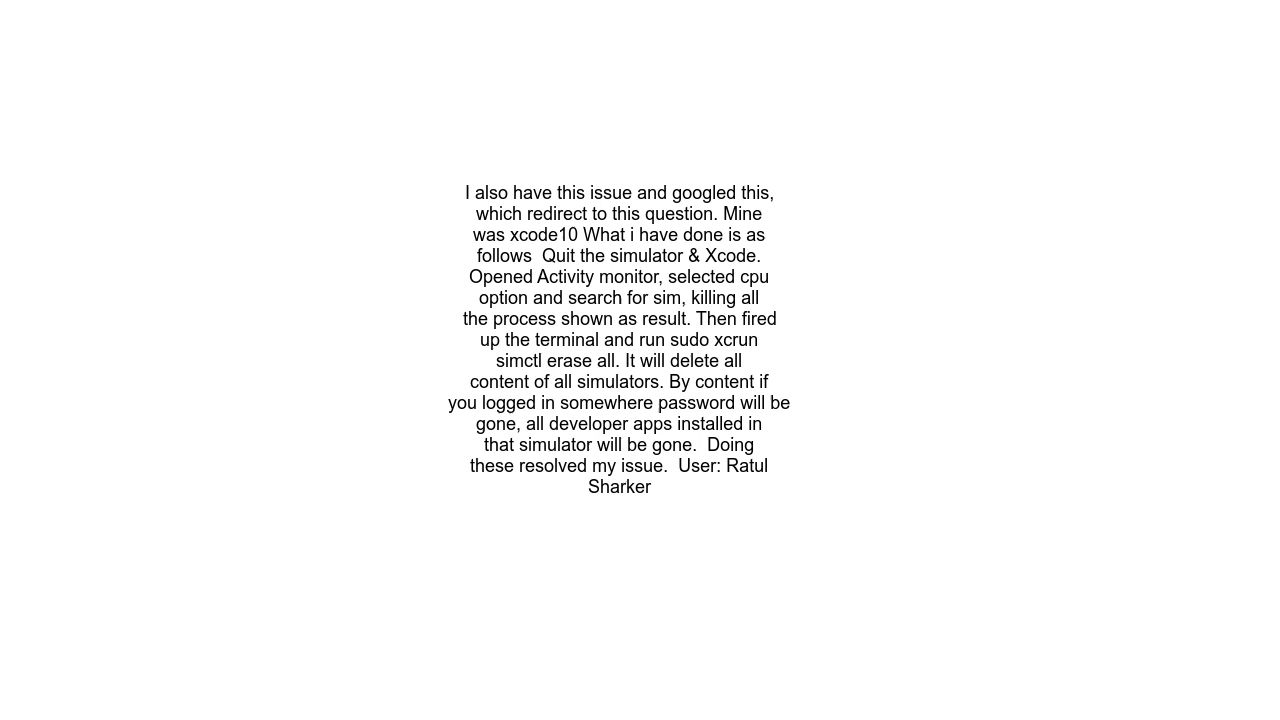 I also have this issue and googled this,
which redirect to this question. Mine
was xcode10 What i have done is as
follows  Quit the simulator & Xcode.
Opened Activity monitor, selected cpu
option and search for sim, killing all
the process shown as result. Then fired
up the terminal and run sudo xcrun
simctl erase all. It will delete all
content of all simulators. By content if
you logged in somewhere password will be
gone, all developer apps installed in
that simulator will be gone.  Doing
these resolved my issue.  User: Ratul
Sharker